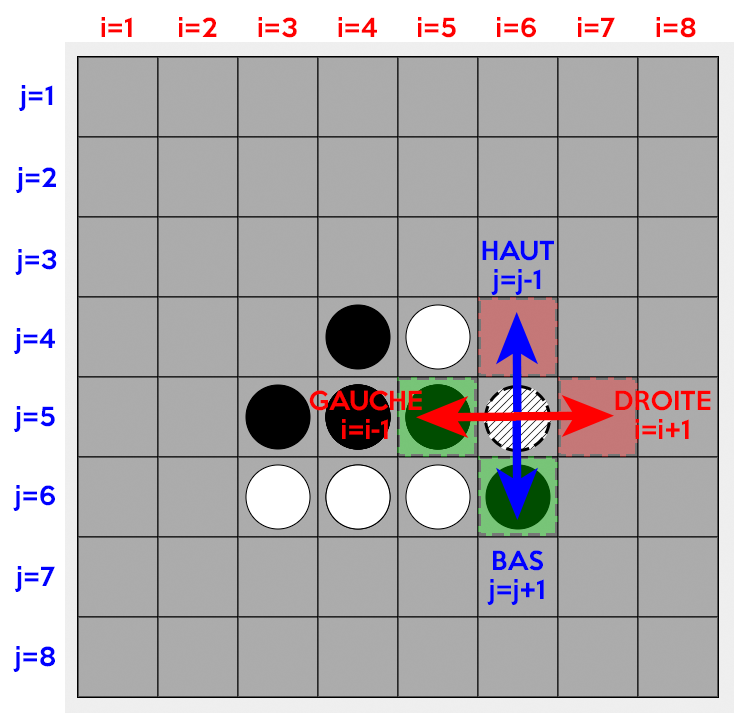 i=1 i=2 i=3 i=4 i=5 i=6 i=7 i=8
j=1
j=2
j=3
HAUT
j=j-1
j=4
j=5
GAUCHE
i=i-1
DROITE
i=i+1
j=6
j=7
BAS
j=j+1
j=8